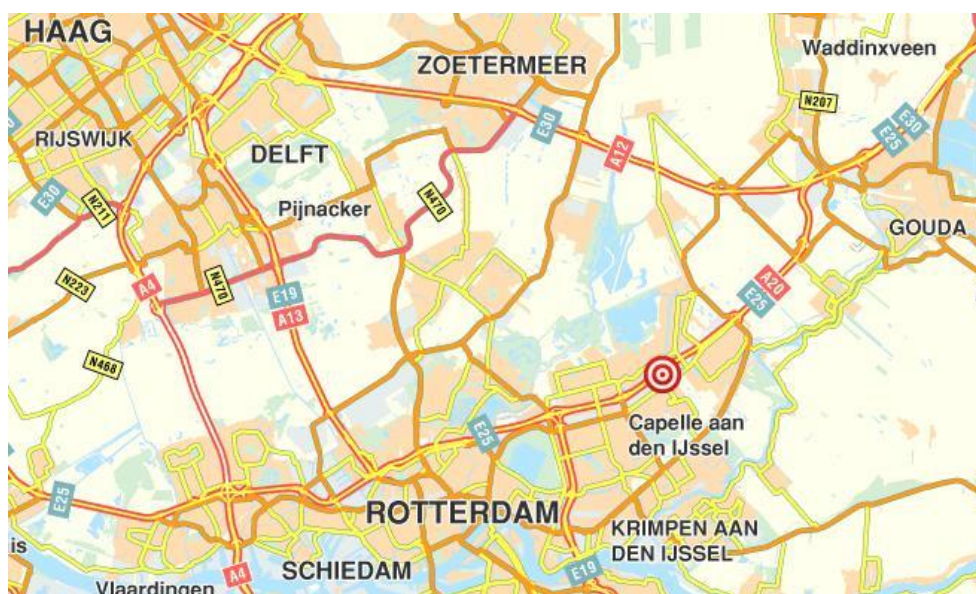 HAAG
Waddinxveen
ZOETERMEER
N207
E30
E25
E30
A12
RIJSWIJK
DELFT
E30
N211
Pijnacker
N470
GOUDA
N223
A4
N470
E19
A13
A20
E25
N468
Capelle aan
den IJssel
E25
E25
ROTTERDAM
KRIMPEN AAN
DEN IJSSEL
is
SCHIEDAM
A4
E19
Vlaardingen